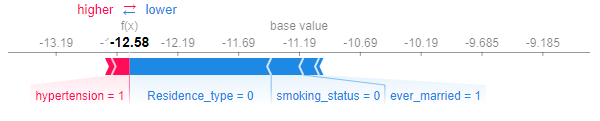 higher ⇄ lower
f(x) base value
-13.19 -12.58 -12.19 -11.69 -11.19 -10.69 -10.19 -9.685 -9.185
hypertension = 1 Residence_type = 0 smoking_status = 0 ever_married = 1